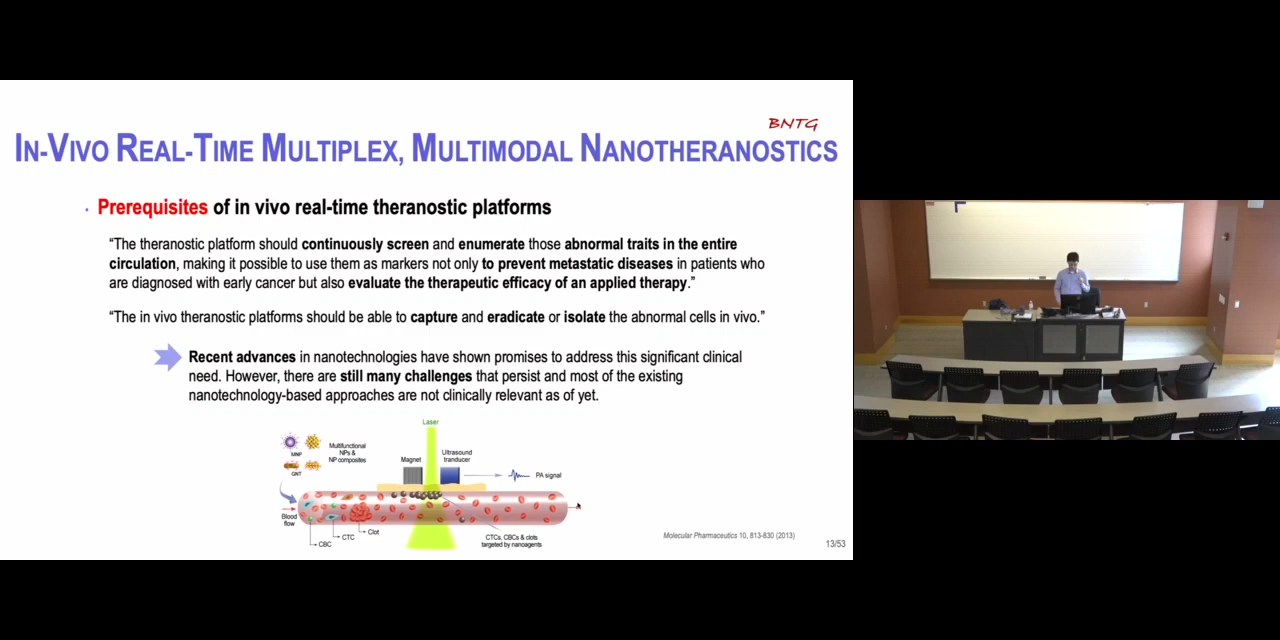 BNTG
IN-VIVO REAL-TIME MULTIPLEX, MULTIMODAL NANOTHERANOSTICS
· Prerequisites of in vivo real-time theranostic platforms
“The theranostic platform should continuously screen and enumerate those abnormal traits in the entire
circulation, making it possible to use them as markers not only to prevent metastatic diseases in patients who
are diagnosed with early cancer but also evaluate the therapeutic efficacy of an applied therapy.”
“The in vivo theranostic platforms should be able to capture and eradicate or isolate the abnormal cells in vivo.”
Recent advances in nanotechnologies have shown promises to address this significant clinical
need. However, there are still many challenges that persist and most of the existing
nanotechnology-based approaches are not clinically relevant as of yet.
Laser
MNP
GNT
Multifunctional
NPs &
NP composites
Magnet
Ultrasound
tranducer
PA signal
Blood
flow
CBC
CTC
Clot
CTCs, CBCs & clots
targeted by nanoagents
Molecular Pharmaceutics 10, 813-830 (2013)
13/53